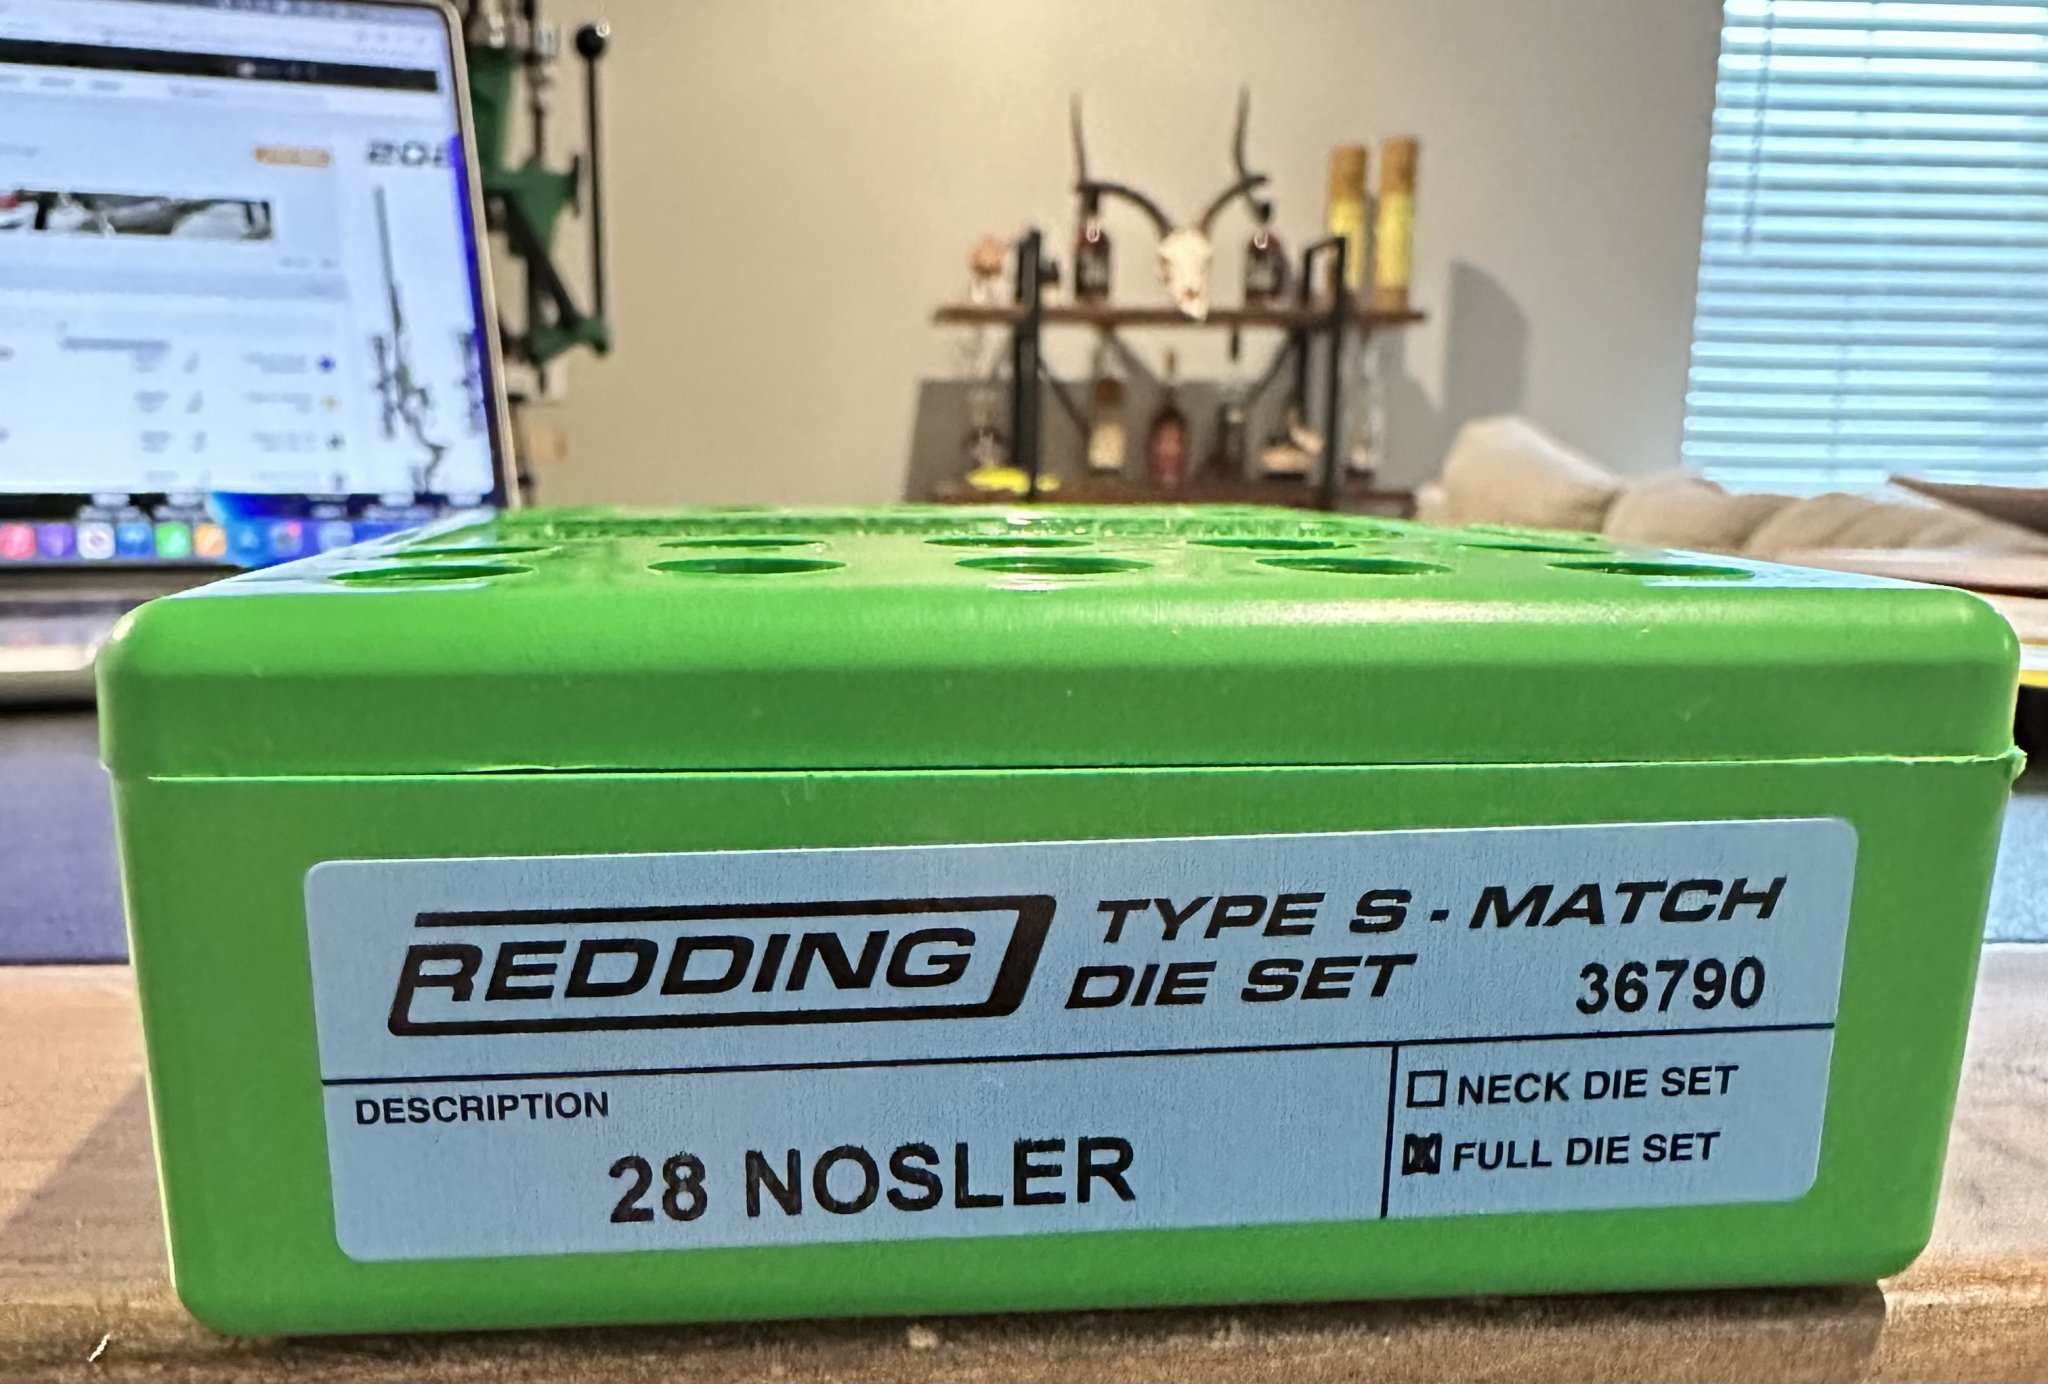 REDDING
TYPE S - MATCH
DIE SET
36790
DESCRIPTION
28 NOSLER
NECK DIE SET
FULL DIE SET